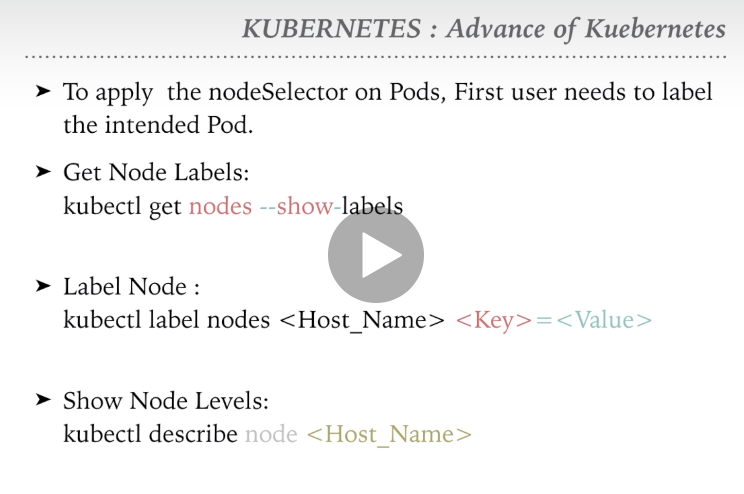 KUBERNETES : Advance of Kuebernetes
➤ To apply the nodeSelector on Pods, First user needs to label
the intended Pod.
➤ Get Node Labels:
kubectl get nodes --show-labels
➤ Label Node :
kubectl label nodes <Host_Name> <Key>=<Value>
➤ Show Node Levels:
kubectl describe node <Host_Name>